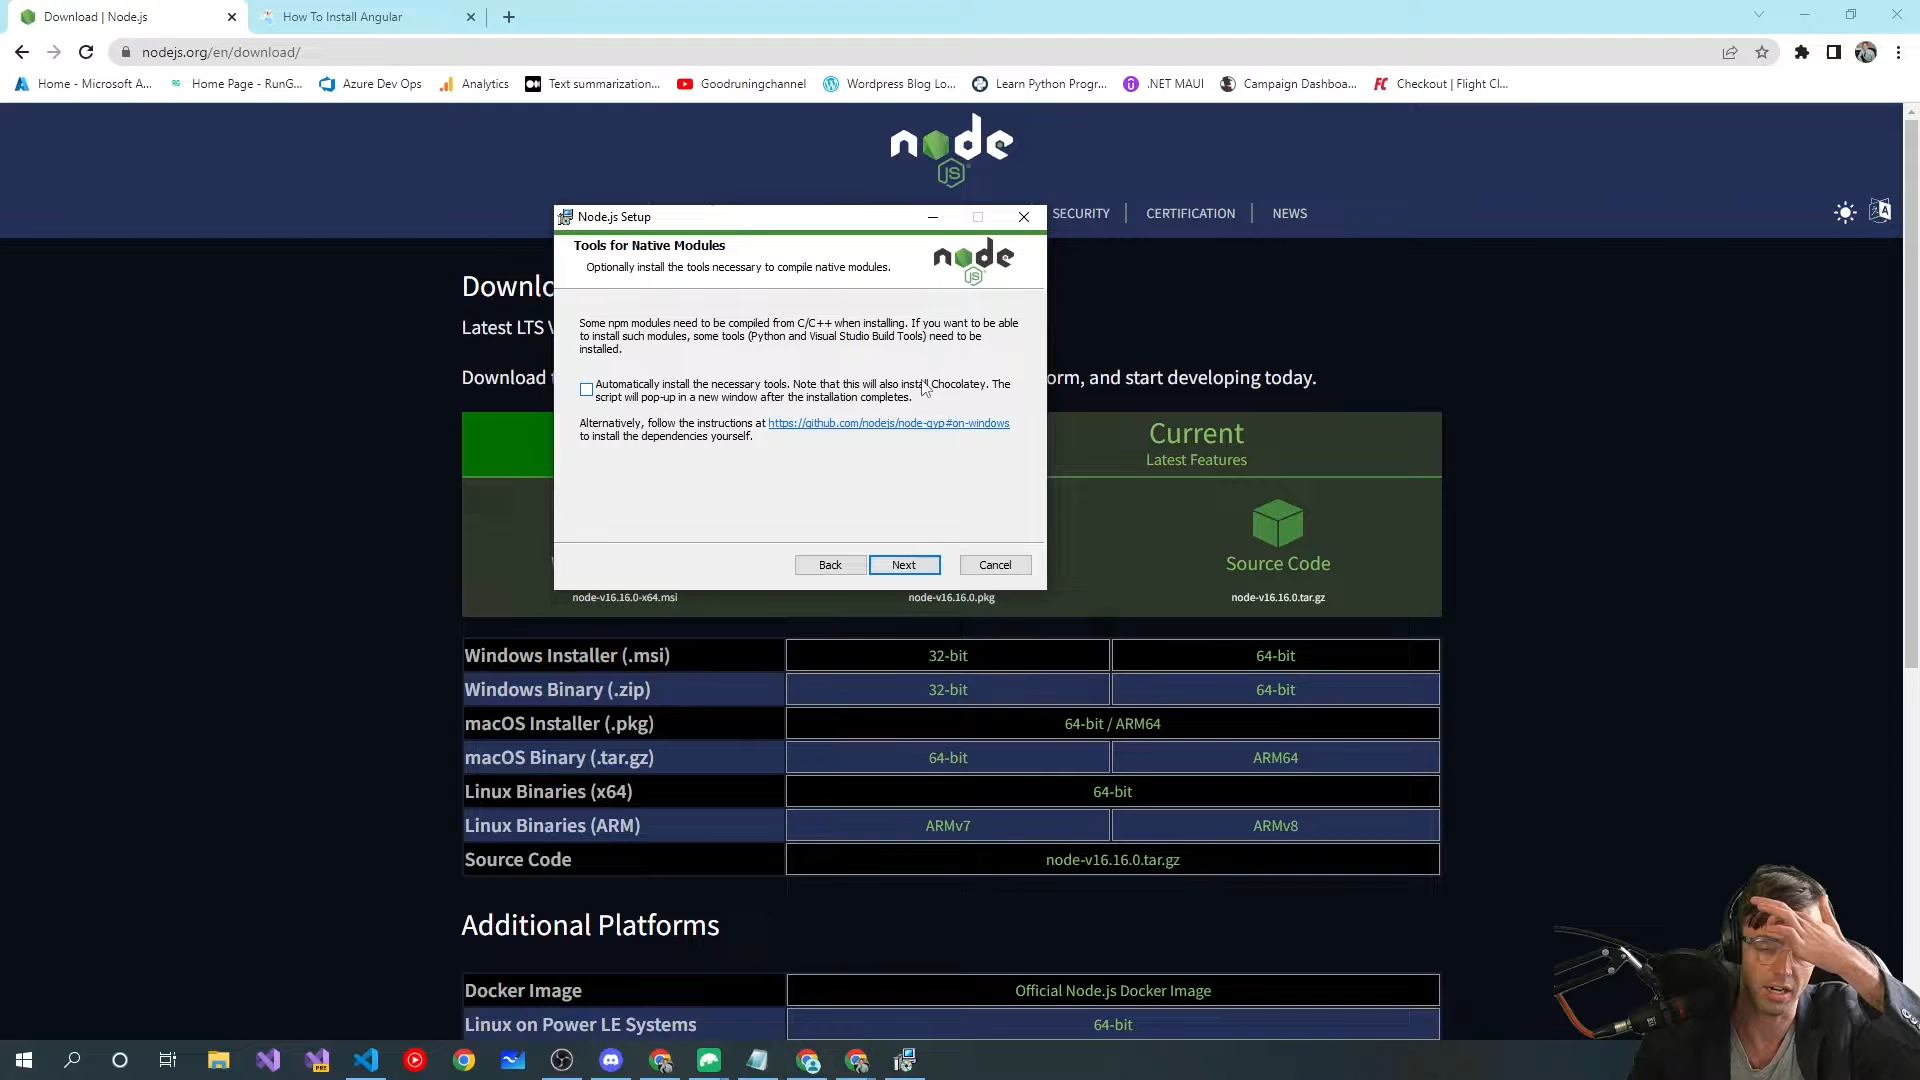 Download | Node.js
How To Install Angular
nodejs.org/en/download/
Home - Microsoft A...
Home Page - RunG...
Azure Dev Ops
Analytics
Text summarization...
Goodruningchannel
Wordpress Blog Lo...
Learn Python Progr...
.NET MAUI
Campaign Dashboa...
Checkout | Flight Cl...
node
JS
SECURITY
CERTIFICATION
NEWS
Node.js Setup
Tools for Native Modules
Optionally install the tools necessary to compile native modules.
node
JS
Some npm modules need to be compiled from C/C++ when installing. If you want to be able
to install such modules, some tools (Python and Visual Studio Build Tools) need to be
installed.
Automatically install the necessary tools. Note that this will also install Chocolatey. The
script will pop-up in a new window after the installation completes.
Alternatively, follow the instructions at https://github.com/nodejs/node-gyp#on-windows
to install the dependencies yourself.
Back
Next
Cancel
Latest LTS
orm, and start developing today.
Download
Current
Latest Features
Source Code
node-v16.16.0-x64.msi
node-v16.16.0.pkg
node-v16.16.0.tar.gz
Windows Installer (.msi)
32-bit
64-bit
Windows Binary (.zip)
32-bit
64-bit
macOS Installer (.pkg)
64-bit / ARM64
macOS Binary (.tar.gz)
64-bit
ARM64
Linux Binaries (x64)
64-bit
Linux Binaries (ARM)
ARMv7
ARMv8
Source Code
node-v16.16.0.tar.gz
Additional Platforms
Docker Image
Official Node.js Docker Image
Linux on Power LE Systems
64-bit